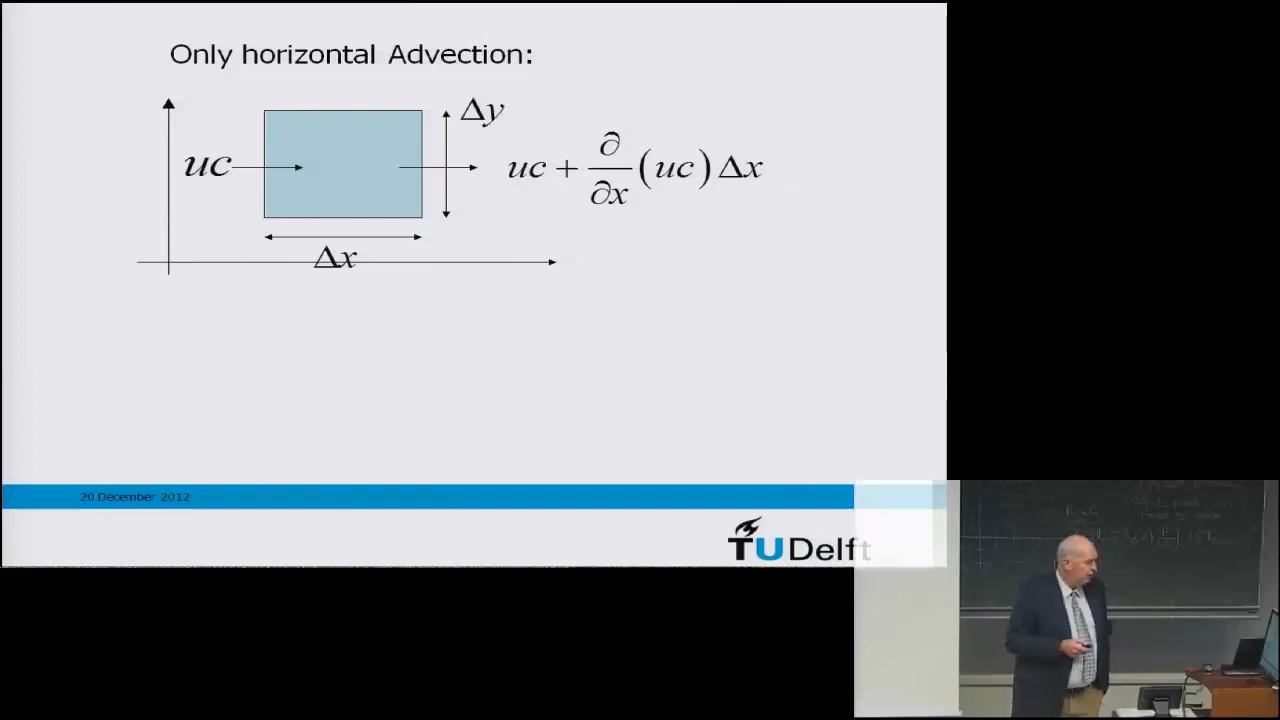 Only horizontal Advection:
Δy
uc
uc + ∂/∂x (uc) Δx
Δx
20 December 2012
TU Delft